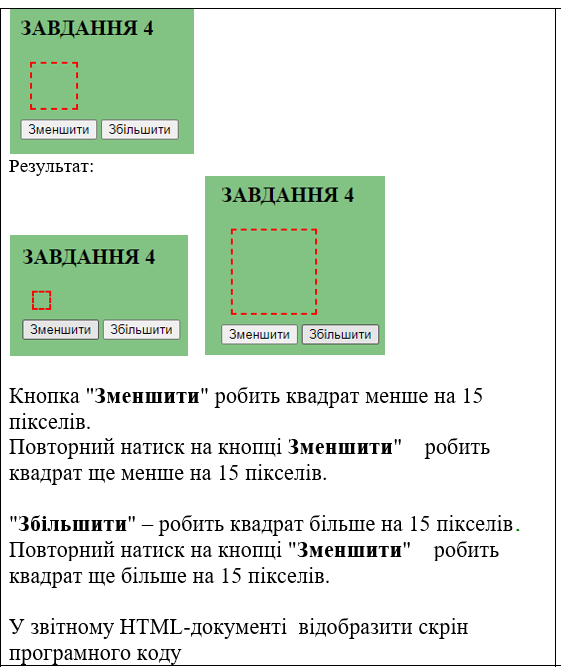 ЗАВДАННЯ 4
Зменшити Збільшити
Результат:
ЗАВДАННЯ 4
Зменшити Збільшити
ЗАВДАННЯ 4
Зменшити Збільшити
Кнопка "Зменшити" робить квадрат менше на 15
пікселів.
Повторний натиск на кнопці Зменшити" робить
квадрат ще менше на 15 пікселів.
"Збільшити" – робить квадрат більше на 15 пікселів.
Повторний натиск на кнопці "Зменшити" робить
квадрат ще більше на 15 пікселів.
У звітному HTML-документі відобразити скрін
програмного коду